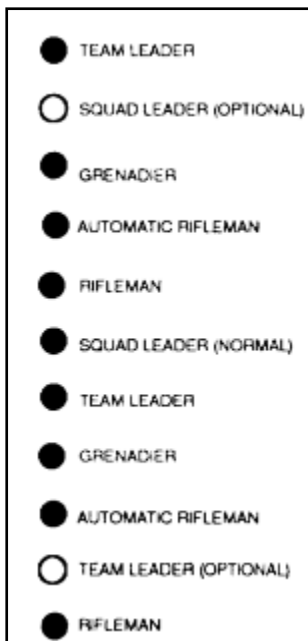 TEAM LEADER
SQUAD LEADER (OPTIONAL)
GRENADIER
AUTOMATIC RIFLEMAN
RIFLEMAN
SQUAD LEADER (NORMAL)
TEAM LEADER
GRENADIER
AUTOMATIC RIFLEMAN
TEAM LEADER (OPTIONAL)
RIFLEMAN